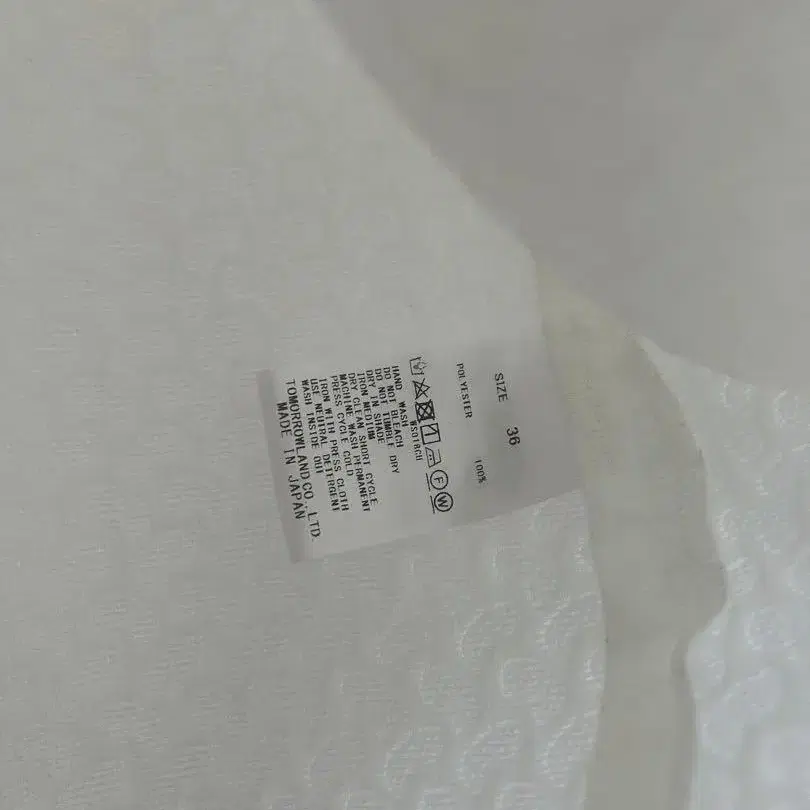 SIZE 36
POLYESTER 100%
F W
WS018GH
HAND WASH
DO NOT BLEACH
DO NOT TUMBLE DRY
DRY IN SHADE
IRON MEDIUM
DRY CLEAN SHORT CYCLE
MACHINE WASH PERMANENT
PRESS CYCLE COLD
IRON WITH PRESS CLOTH
USE NEUTRAL DETERGENT
WASH INSIDE OUT
TOMORROWLAND CO.,LTD.
MADE IN JAPAN